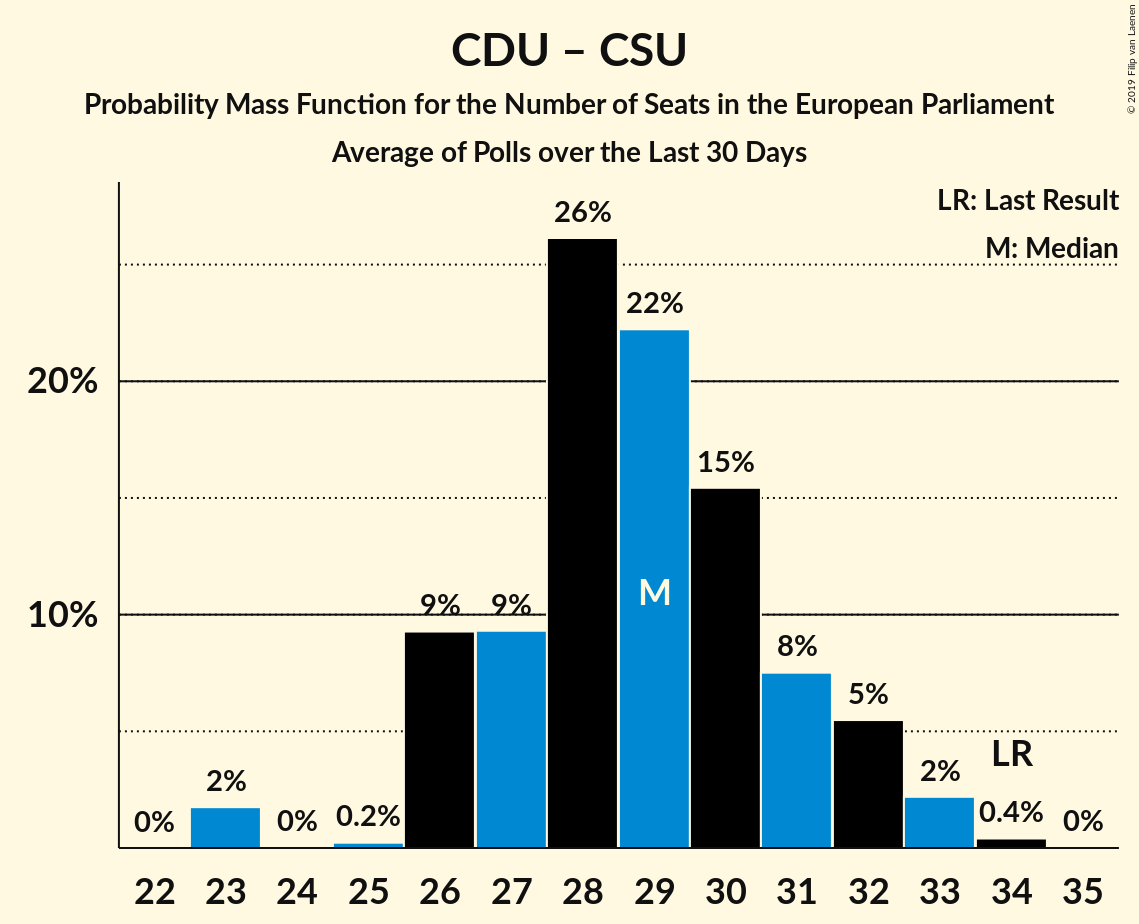 CDU – CSU
Probability Mass Function for the Number of Seats in the European Parliament
Average of Polls over the Last 30 Days
© 2019 Filip van Laenen
LR: Last Result
M: Median
26%
22%
20%
15%
M
9%
9%
10%
8%
5%
LR
2%
2%
0%
0%
0.2%
0.4%
0%
22 23 24 25 26 27 28 29 30 31 32 33 34 35